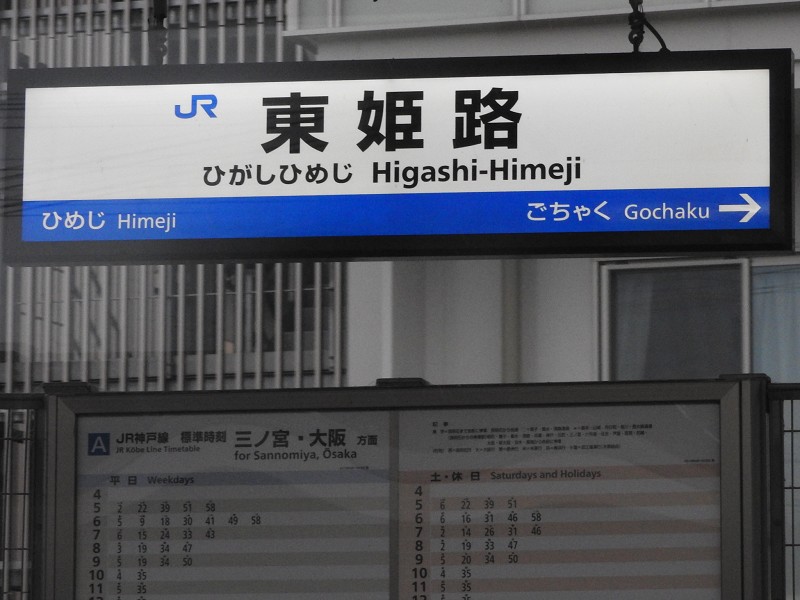 JR
東姫路
ひがしひめじ Higashi-Himeji
ひめじ Himeji
ごちゃく Gochaku
A JR神戸線 標準時刻 三ノ宮・大阪 方面
JR Kōbe Line Timetable for Sannomiya, Ōsaka
平日 Weekdays
4
5 2 22 39 51 58
6 5 9 18 30 41 49 58
7 6 15 24 33 43
8 3 19 34 47
9 5 19 34 50
10 4 35
11 5 35
12
土・休日 Saturdays and Holidays
4
5 6 22 39 51
6 6 16 31 46 58
7 2 14 26 31 46
8 2 19 33 47
9 5 20 34 50
10 4 35
11 5 35